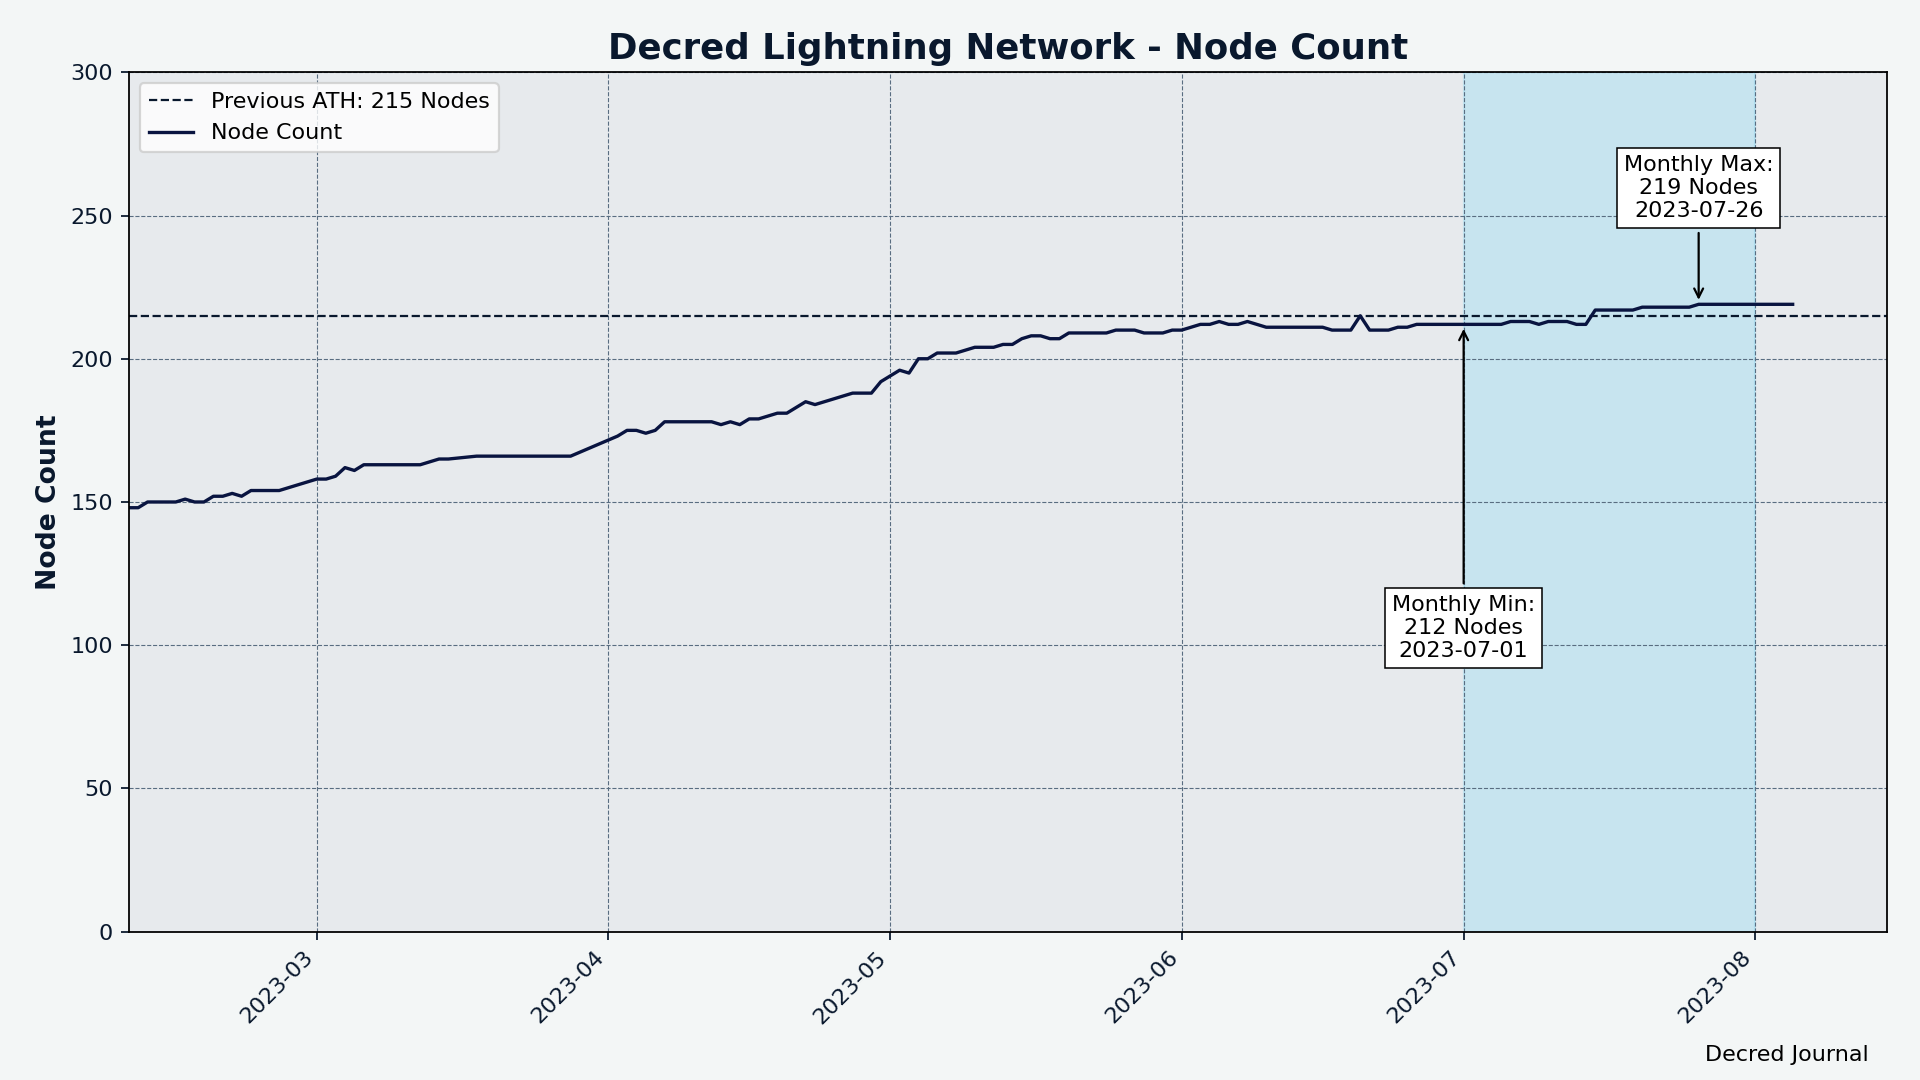 Decred Lightning Network - Node Count
Previous ATH: 215 Nodes
Node Count
Monthly Max:
219 Nodes
2023-07-26
Monthly Min:
212 Nodes
2023-07-01
Node Count
300
250
200
150
100
50
0
2023-03
2023-04
2023-05
2023-06
2023-07
2023-08
Decred Journal